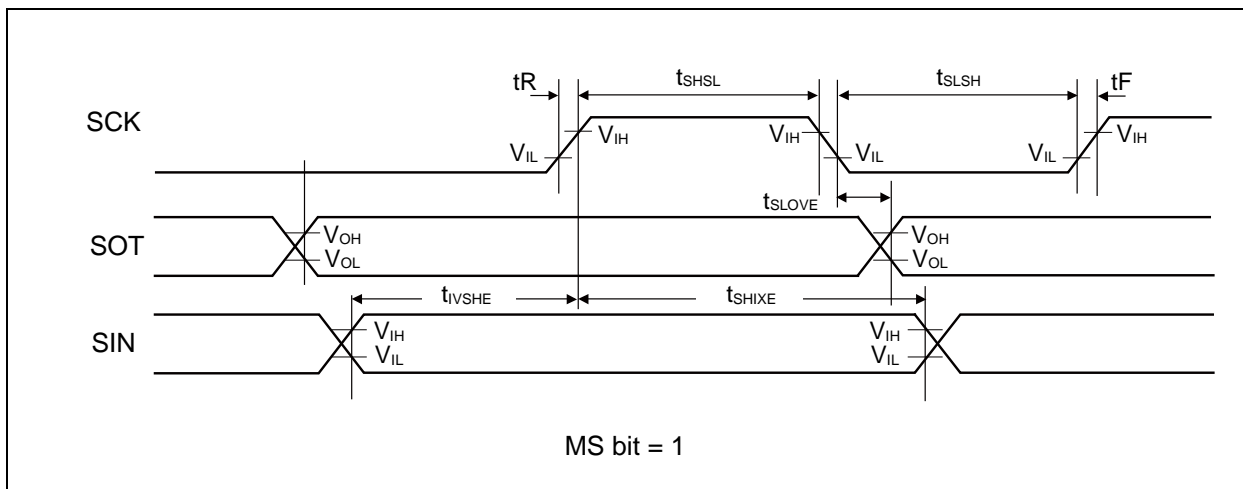 tR tSHSL tSLSH tF
SCK
VIH VIH VIH
VIL VIL VIL
tSLOVE
SOT
VOH VOH
VOL VOL
tIVSHE tSHIXE
SIN
VIH VIH
VIL VIL
MS bit = 1